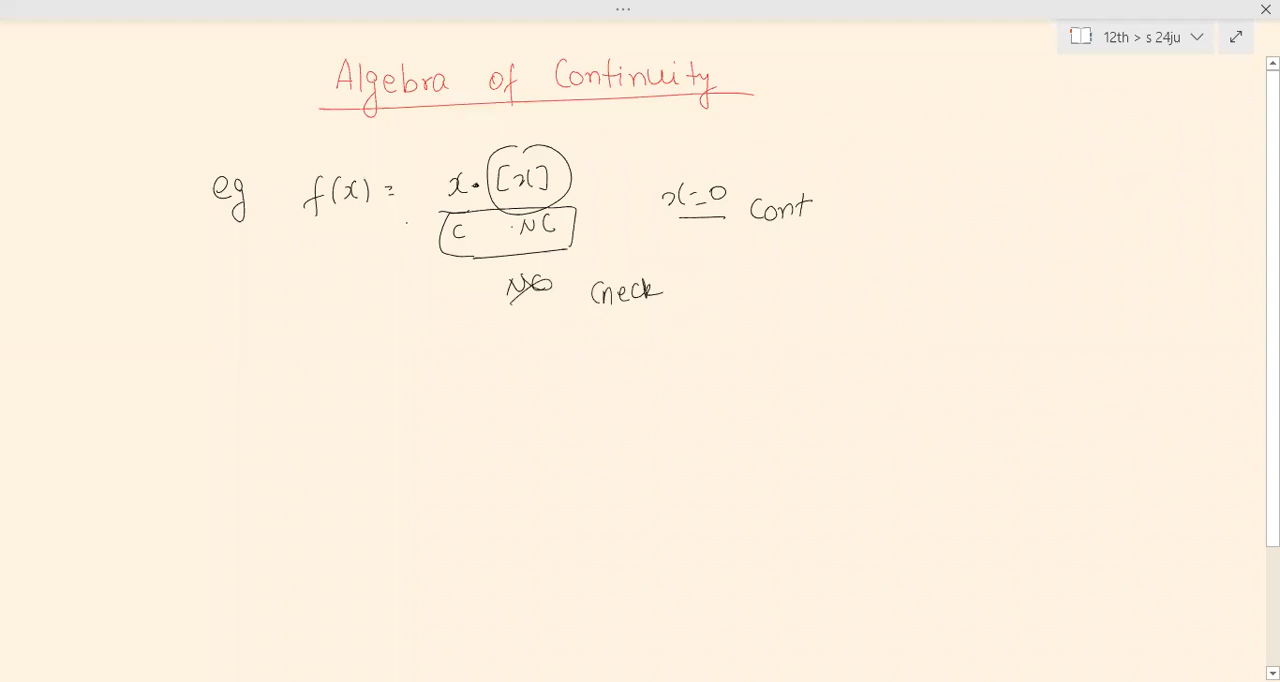 12th > s 24ju
Algebra of Continuity
eg f(x) = x·[x] x=0 Cont
C ·NC
NC Check